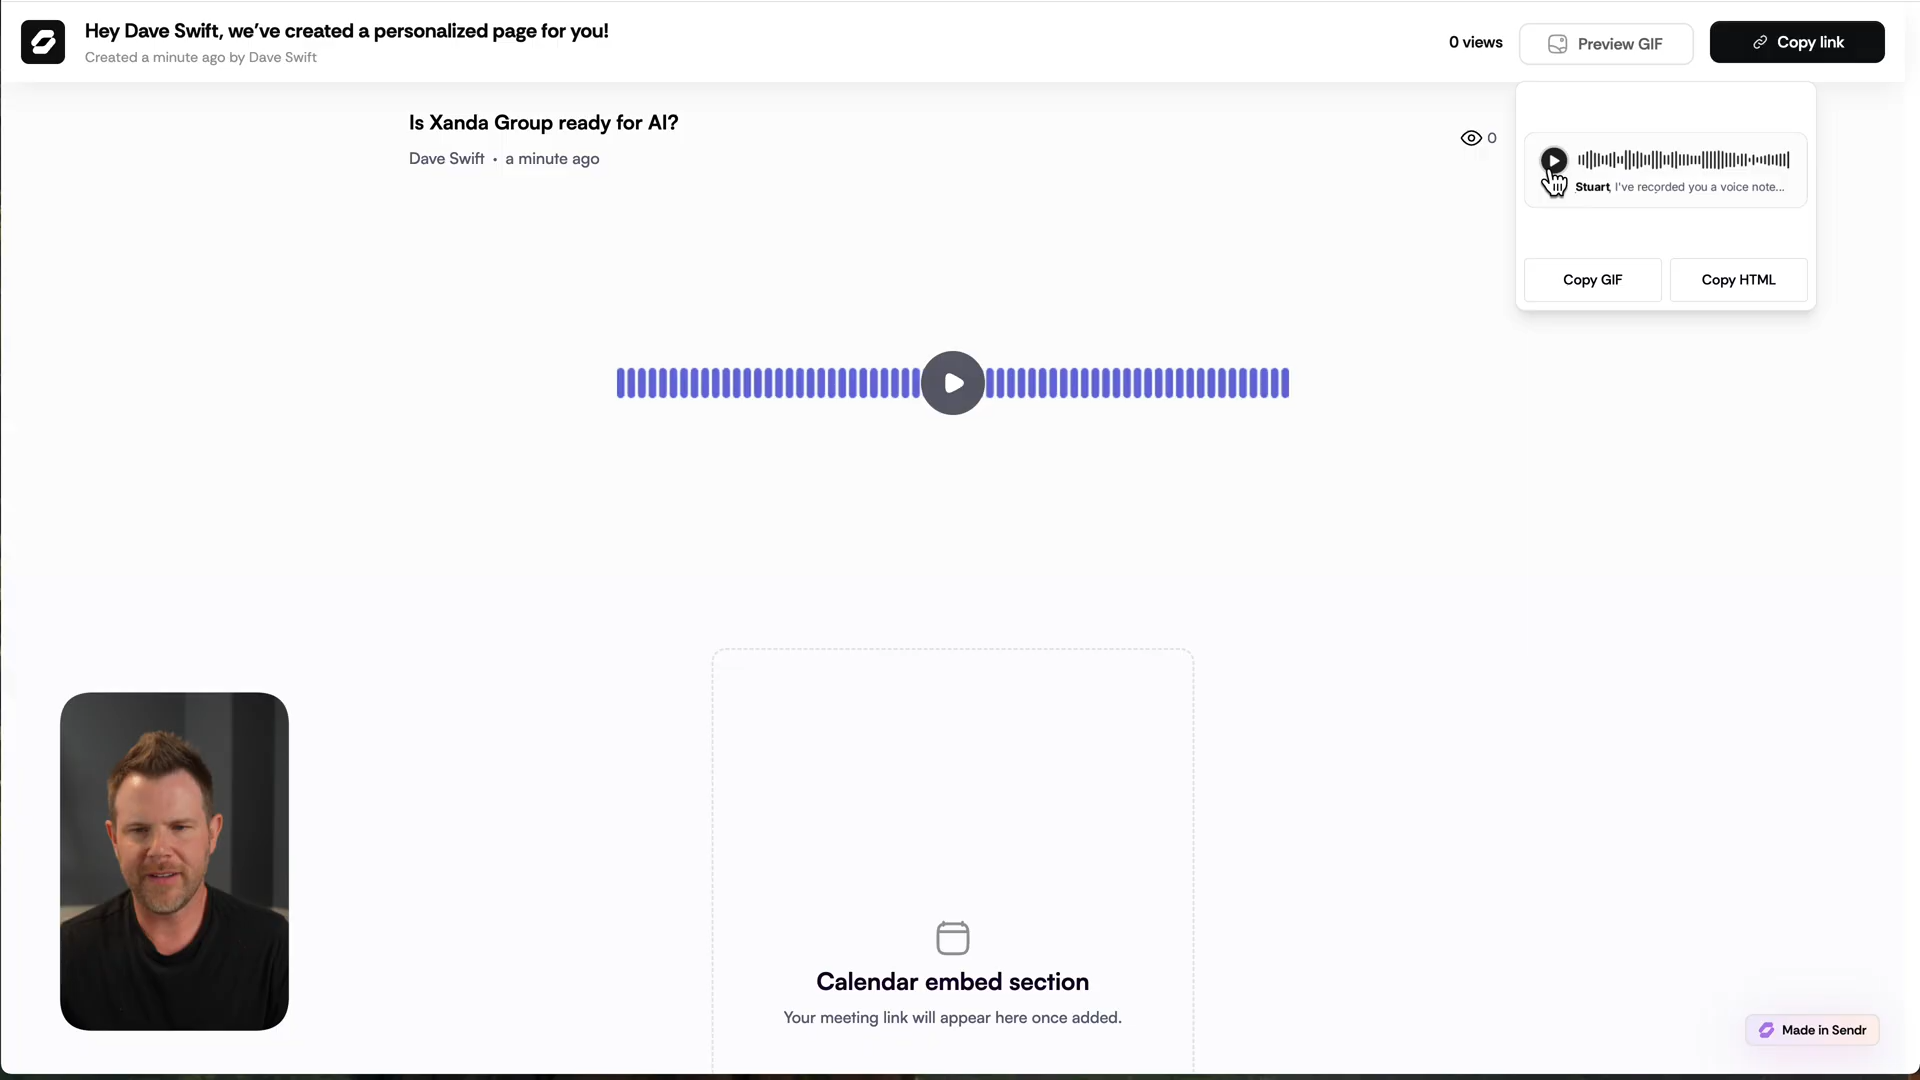 Hey Dave Swift, we've created a personalized page for you!
Created a minute ago by Dave Swift
0 views
Preview GIF
Copy link
Is Xanda Group ready for AI?
Dave Swift • a minute ago
0
Stuart, I've recorded you a voice note...
Copy GIF
Copy HTML
Calendar embed section
Your meeting link will appear here once added.
Made in Sendr